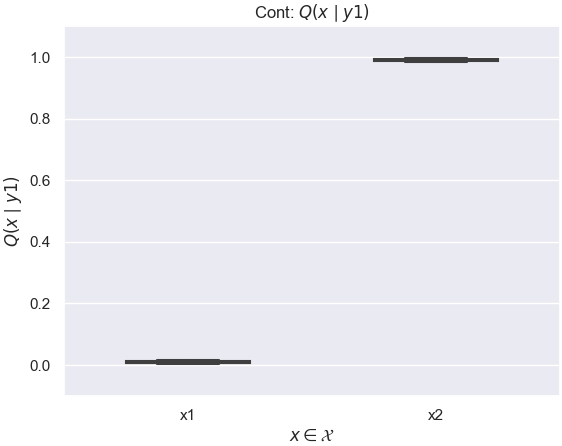 Cont: Q(x | y1)
Q(x | y1)
1.0
0.8
0.6
0.4
0.2
0.0
x1 x2
x ∈ 𝒳